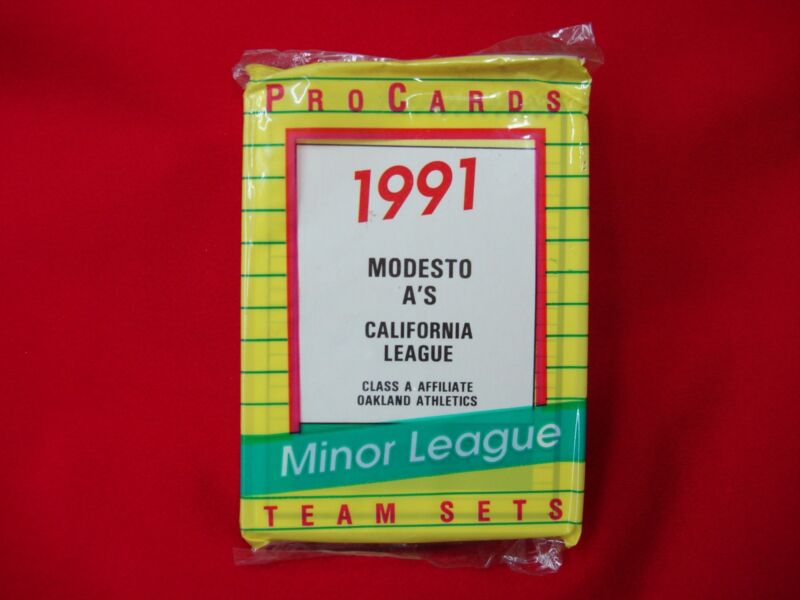 PROCARDS
1991
MODESTO
A'S
CALIFORNIA
LEAGUE
CLASS A AFFILIATE
OAKLAND ATHLETICS
Minor League
TEAM SETS